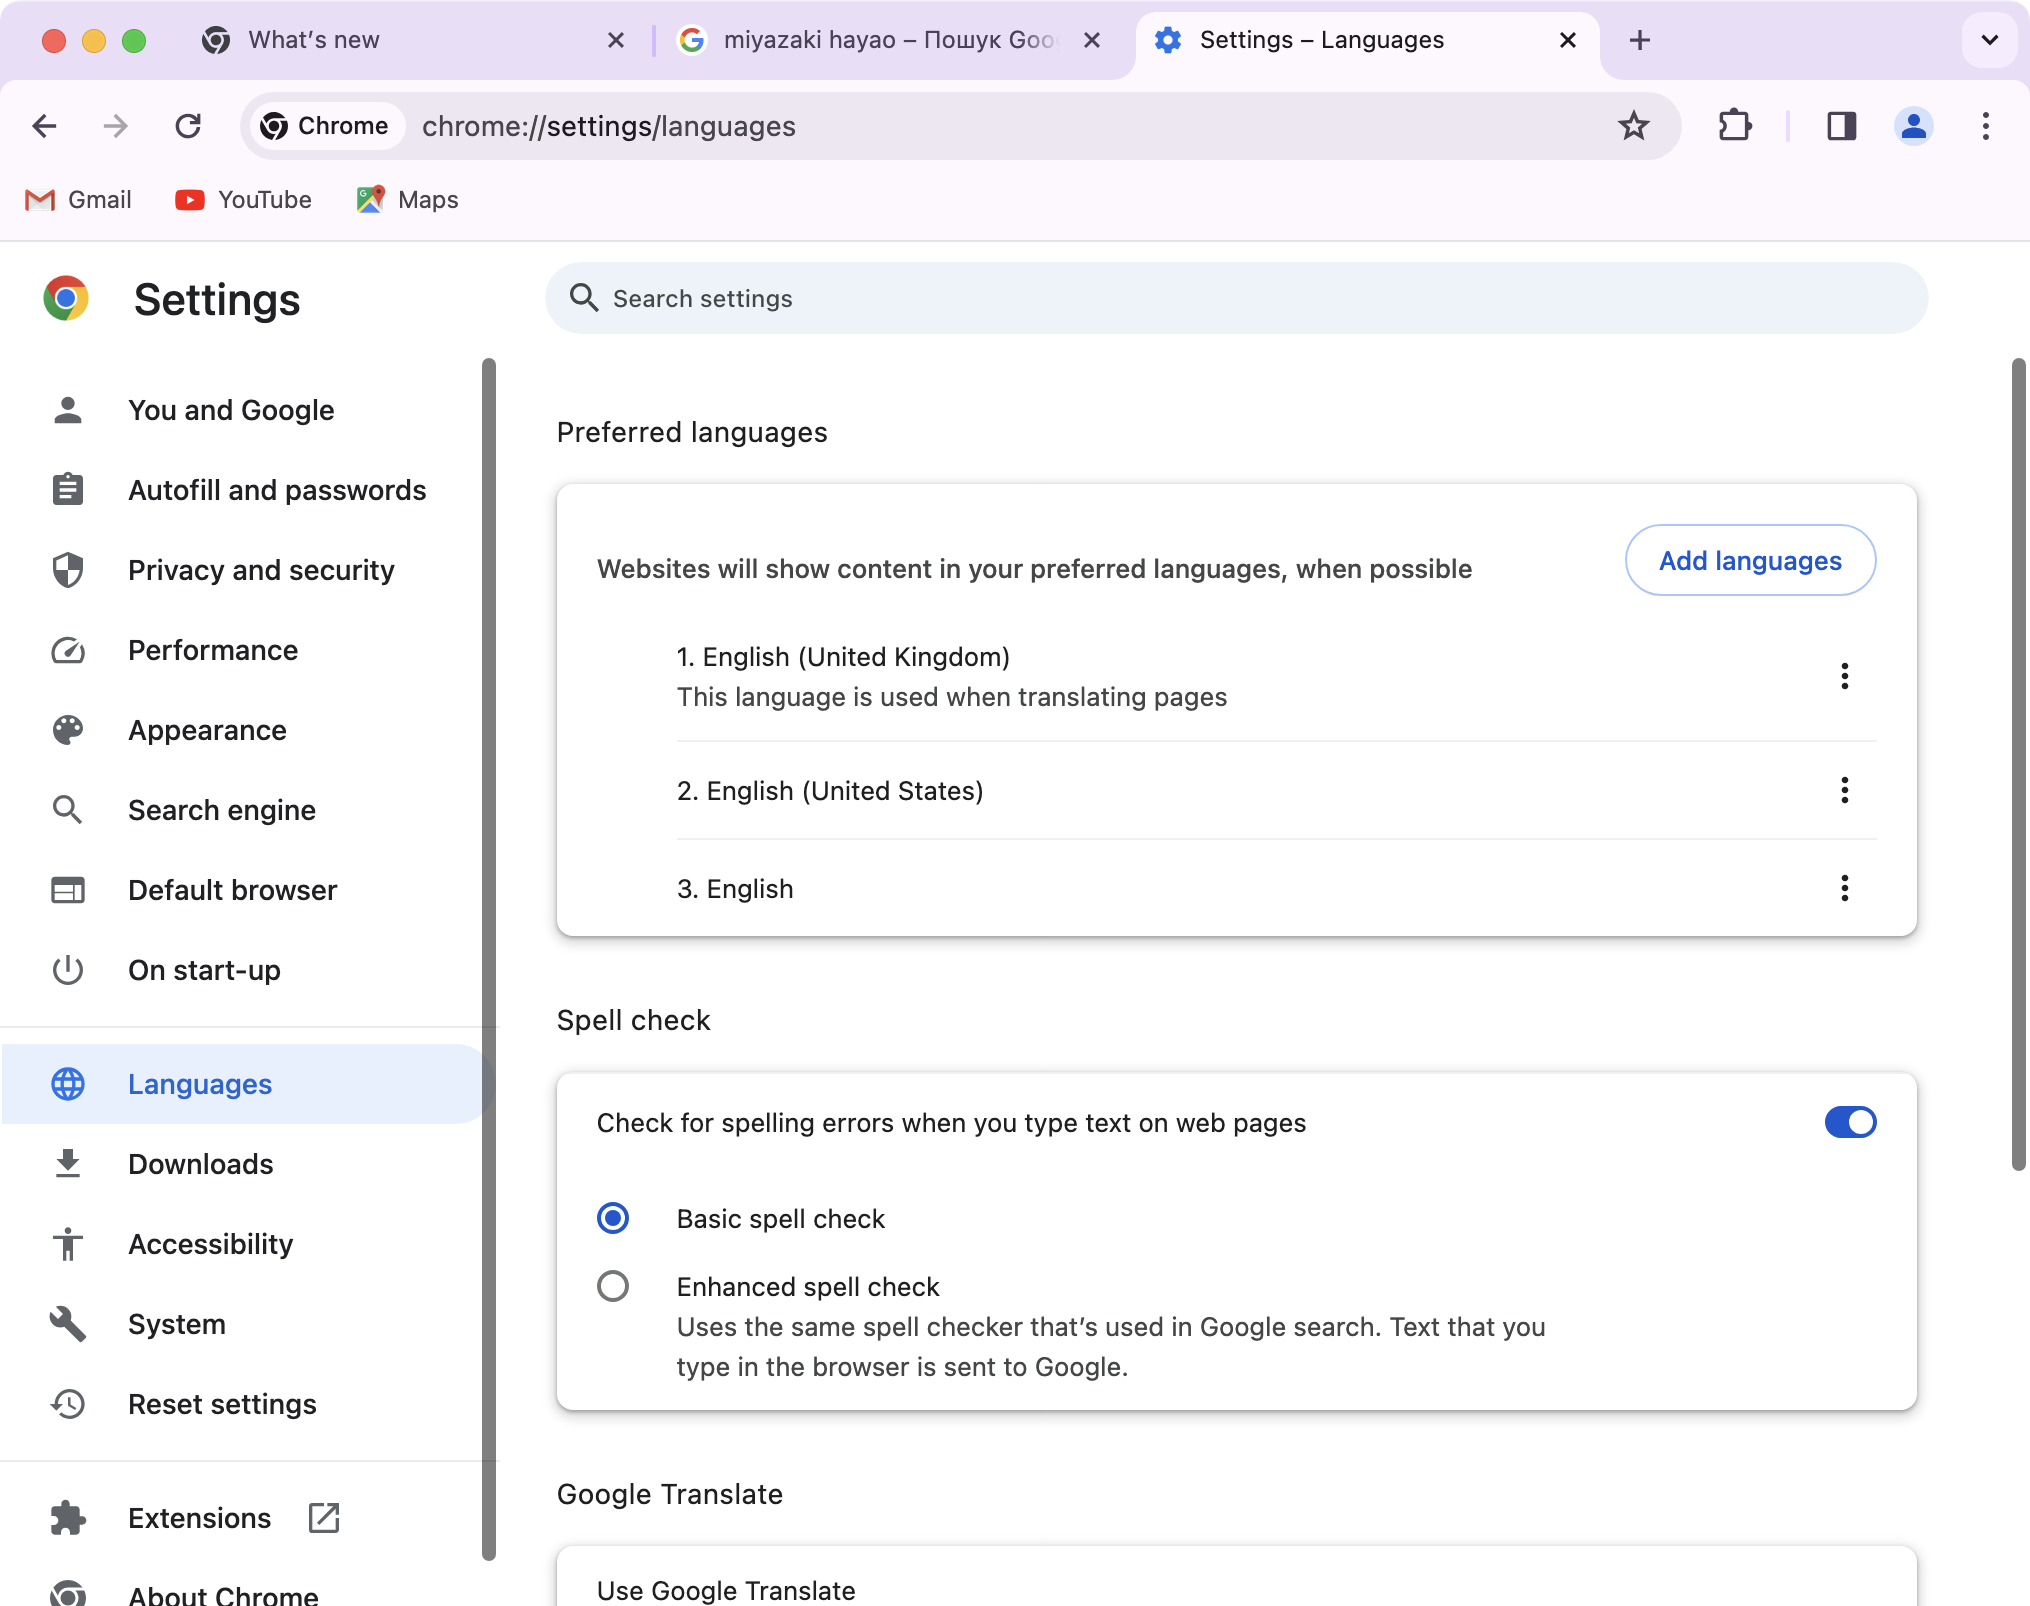 What's new
miyazaki hayao – Пошук Goo
Settings – Languages
Chrome
chrome://settings/languages
Gmail
YouTube
Maps
Settings
Search settings
You and Google
Autofill and passwords
Privacy and security
Performance
Appearance
Search engine
Default browser
On start-up
Languages
Downloads
Accessibility
System
Reset settings
Extensions
About Chrome
Preferred languages
Websites will show content in your preferred languages, when possible
Add languages
1. English (United Kingdom)
This language is used when translating pages
2. English (United States)
3. English
Spell check
Check for spelling errors when you type text on web pages
Basic spell check
Enhanced spell check
Uses the same spell checker that's used in Google search. Text that you
type in the browser is sent to Google.
Google Translate
Use Google Translate